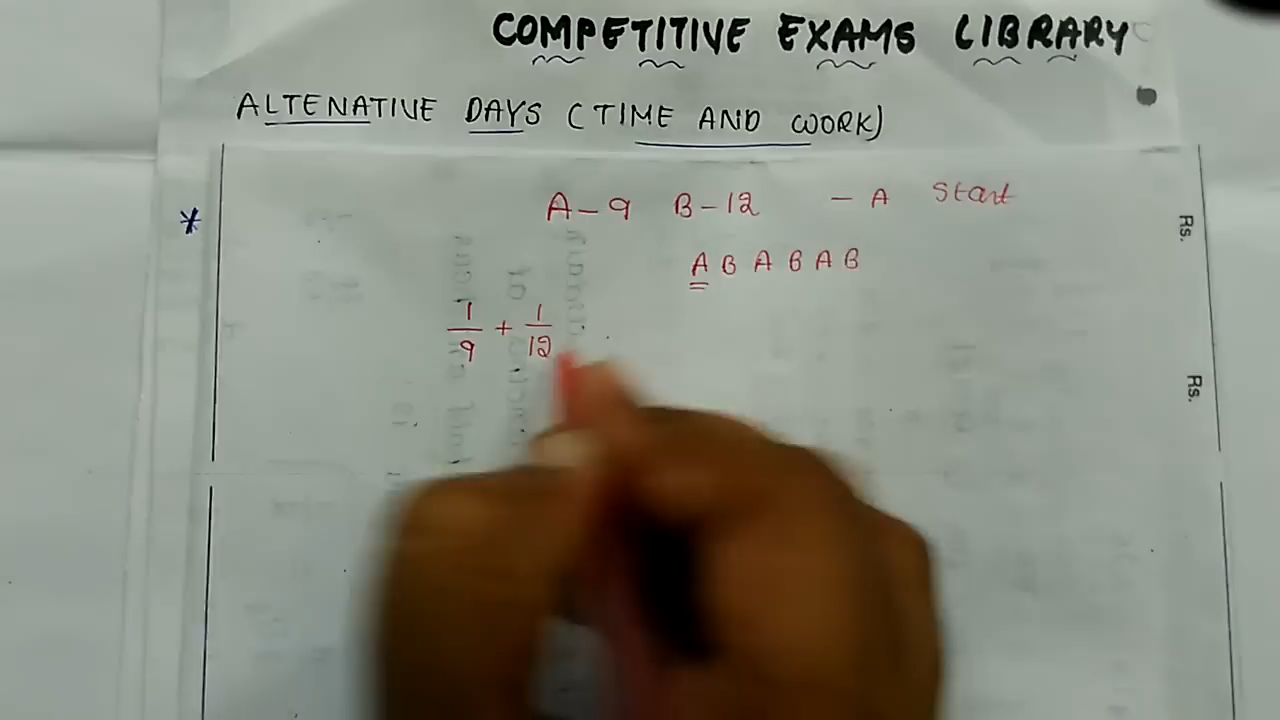 COMPETITIVE EXAMS LIBRARY
ALTENATIVE DAYS (TIME AND WORK)
* A-9 B-12 - A Start
A B A B A B
1/9 + 1/12
Rs.
Rs.